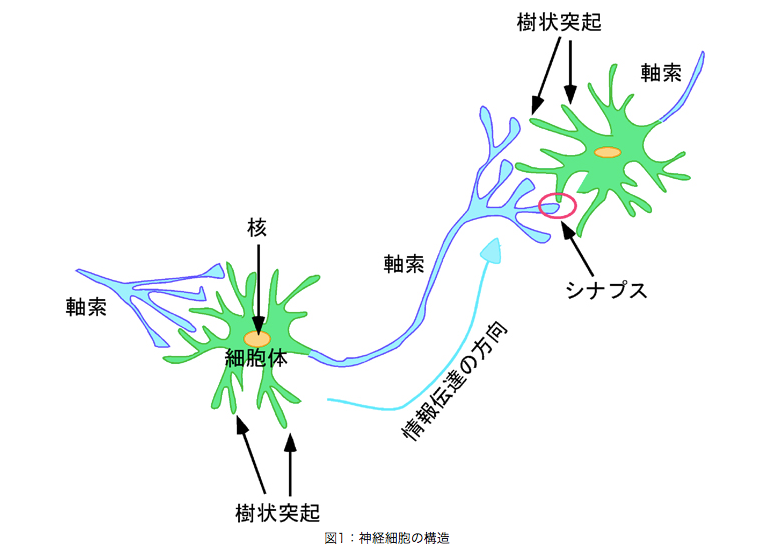 樹状突起
軸索
核
軸索
シナプス
軸索
細胞体
情報伝達の方向
樹状突起
図1：神経細胞の構造